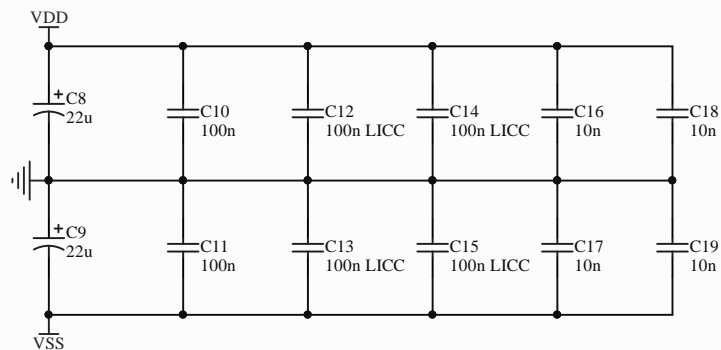 VDD
+ C8
22u
C10
100n
C12
100n LICC
C14
100n LICC
C16
10n
C18
10n
+ C9
22u
C11
100n
C13
100n LICC
C15
100n LICC
C17
10n
C19
10n
VSS